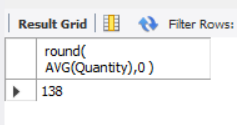 Result Grid Filter Rows:
round(
AVG(Quantity),0 )
138